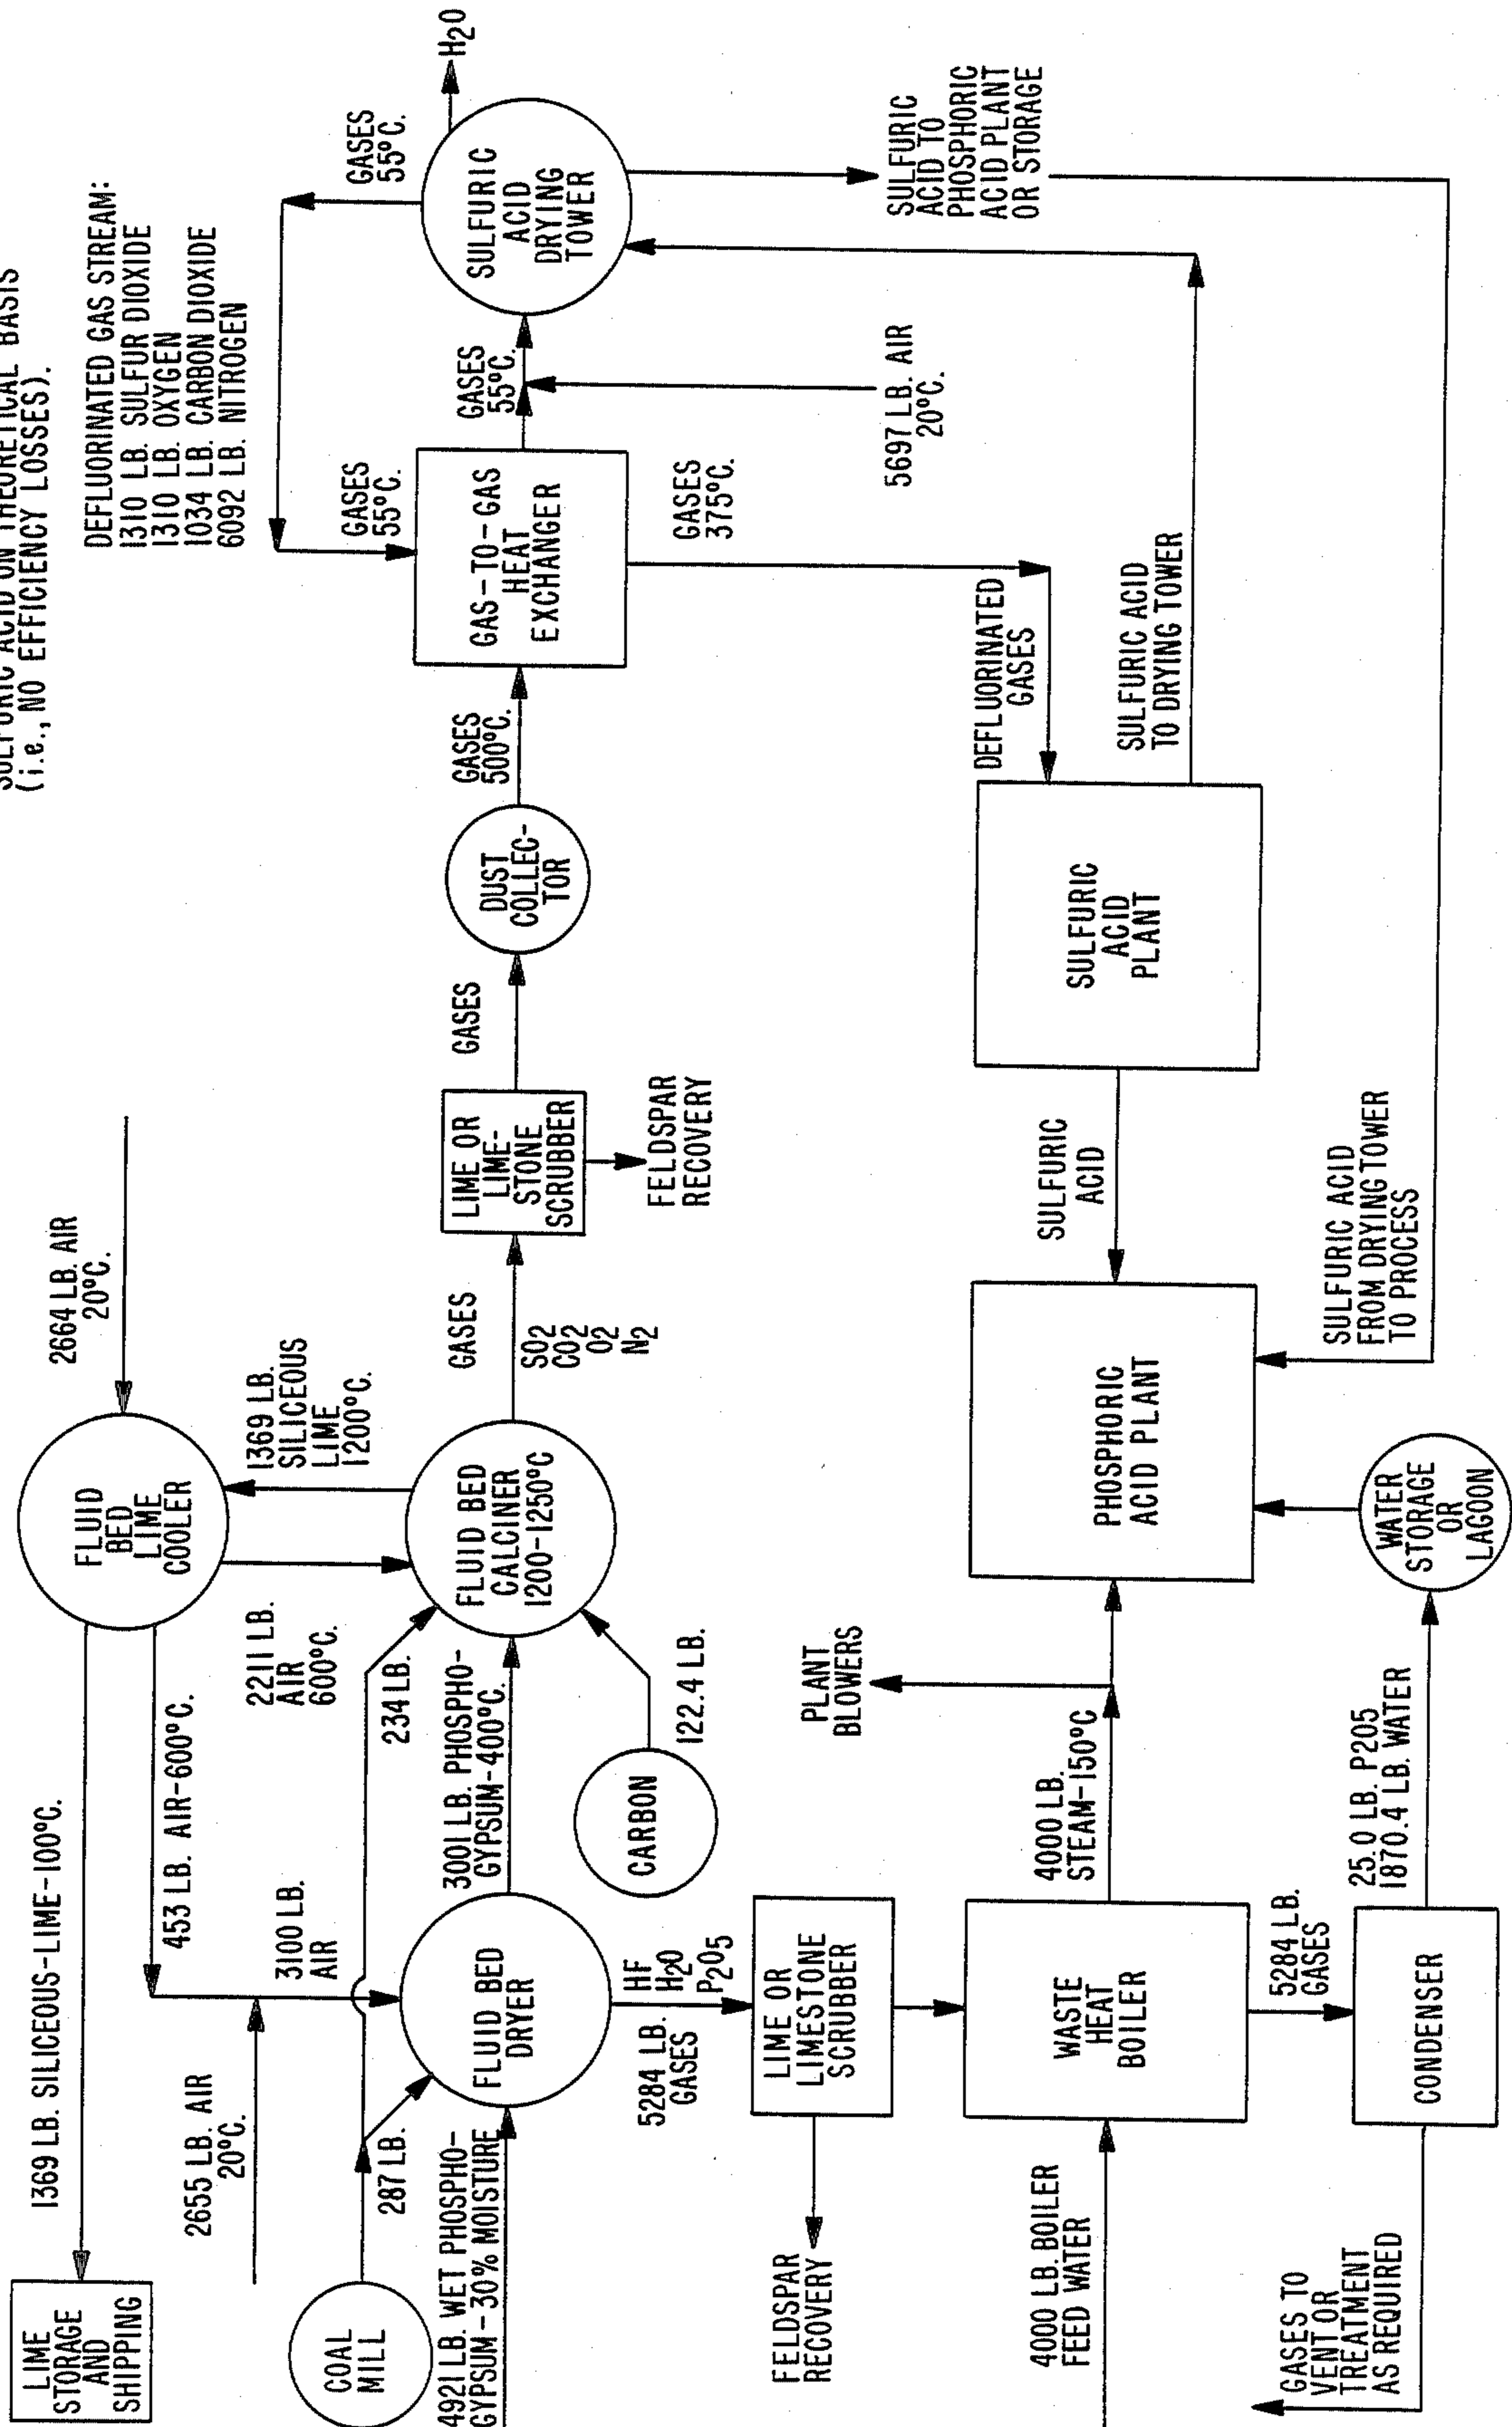 SULFURIC ACID ON THEORETICAL BASIS
(i.e., NO EFFICIENCY LOSSES).
DEFLUORINATED GAS STREAM:
1310 LB. SULFUR DIOXIDE
1310 LB. OXYGEN
1034 LB. CARBON DIOXIDE
6092 LB. NITROGEN
LIME
STORAGE
AND
SHIPPING
1369 LB. SILICEOUS-LIME-100°C.
FLUID
BED
LIME
COOLER
2664 LB. AIR
20°C.
453 LB. AIR-600°C.
2655 LB. AIR
20°C.
3100 LB.
AIR
2211 LB.
AIR
600°C.
1369 LB.
SILICEOUS
LIME
1200°C.
COAL
MILL
287 LB.
234 LB.
4921 LB. WET PHOSPHO-
GYPSUM-30% MOISTURE
FLUID BED
DRYER
3001 LB. PHOSPHO-
GYPSUM-400°C.
FLUID BED
CALCINER
1200-1250°C
CARBON
122.4 LB.
GASES
SO2
CO2
O2
N2
LIME OR
LIME-
STONE
SCRUBBER
FELDSPAR
RECOVERY
GASES
DUST
COLLEC-
TOR
GASES
500°C.
GAS-TO-GAS
HEAT
EXCHANGER
GASES
55°C.
GASES
55°C.
GASES
55°C.
SULFURIC
ACID
DRYING
TOWER
H2O
5697 LB. AIR
20°C.
GASES
375°C.
SULFURIC
ACID TO
PHOSPHORIC
ACID PLANT
OR STORAGE
5284 LB.
GASES
HF
H2O
P2O5
LIME OR
LIMESTONE
SCRUBBER
FELDSPAR
RECOVERY
4000 LB. BOILER
FEED WATER
WASTE
HEAT
BOILER
4000 LB.
STEAM-150°C
PLANT
BLOWERS
PHOSPHORIC
ACID PLANT
SULFURIC
ACID
SULFURIC
ACID
PLANT
DEFLUORINATED
GASES
SULFURIC ACID
TO DRYING TOWER
5284 LB.
GASES
GASES TO
VENT OR
TREATMENT
AS REQUIRED
CONDENSER
25.0 LB. P2O5
1870.4 LB. WATER
WATER
STORAGE
OR
LAGOON
SULFURIC ACID
FROM DRYING TOWER
TO PROCESS